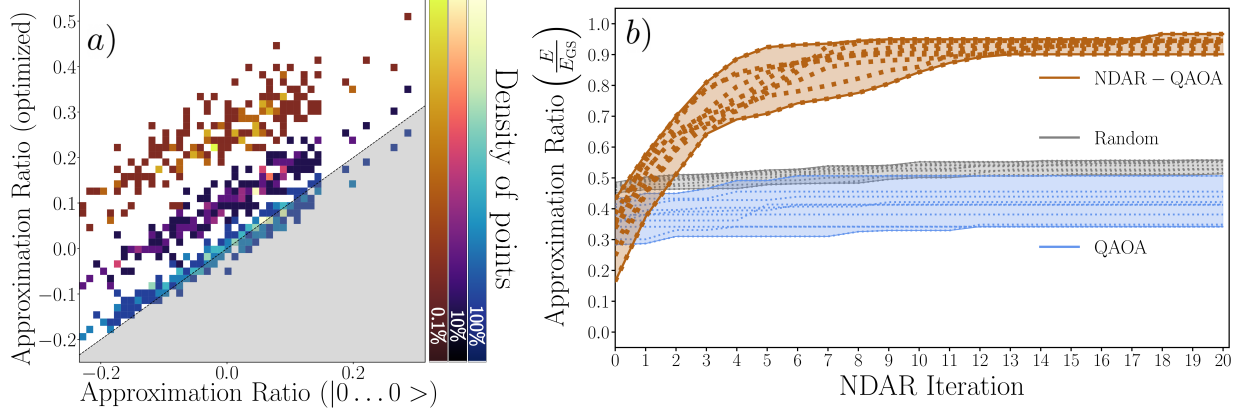 a)
Approximation Ratio (optimized)
0.5
0.4
0.3
0.2
0.1
0.0
−0.1
−0.2
−0.2 0.0 0.2
Approximation Ratio (|0...0 >)
0.1%
10%
100%
Density of points
b)
Approximation Ratio (E/E_GS)
1.0
0.9
0.8
0.7
0.6
0.5
0.4
0.3
0.2
0.1
0.0
NDAR − QAOA
Random
QAOA
0 1 2 3 4 5 6 7 8 9 10 11 12 13 14 15 16 17 18 19 20
NDAR Iteration